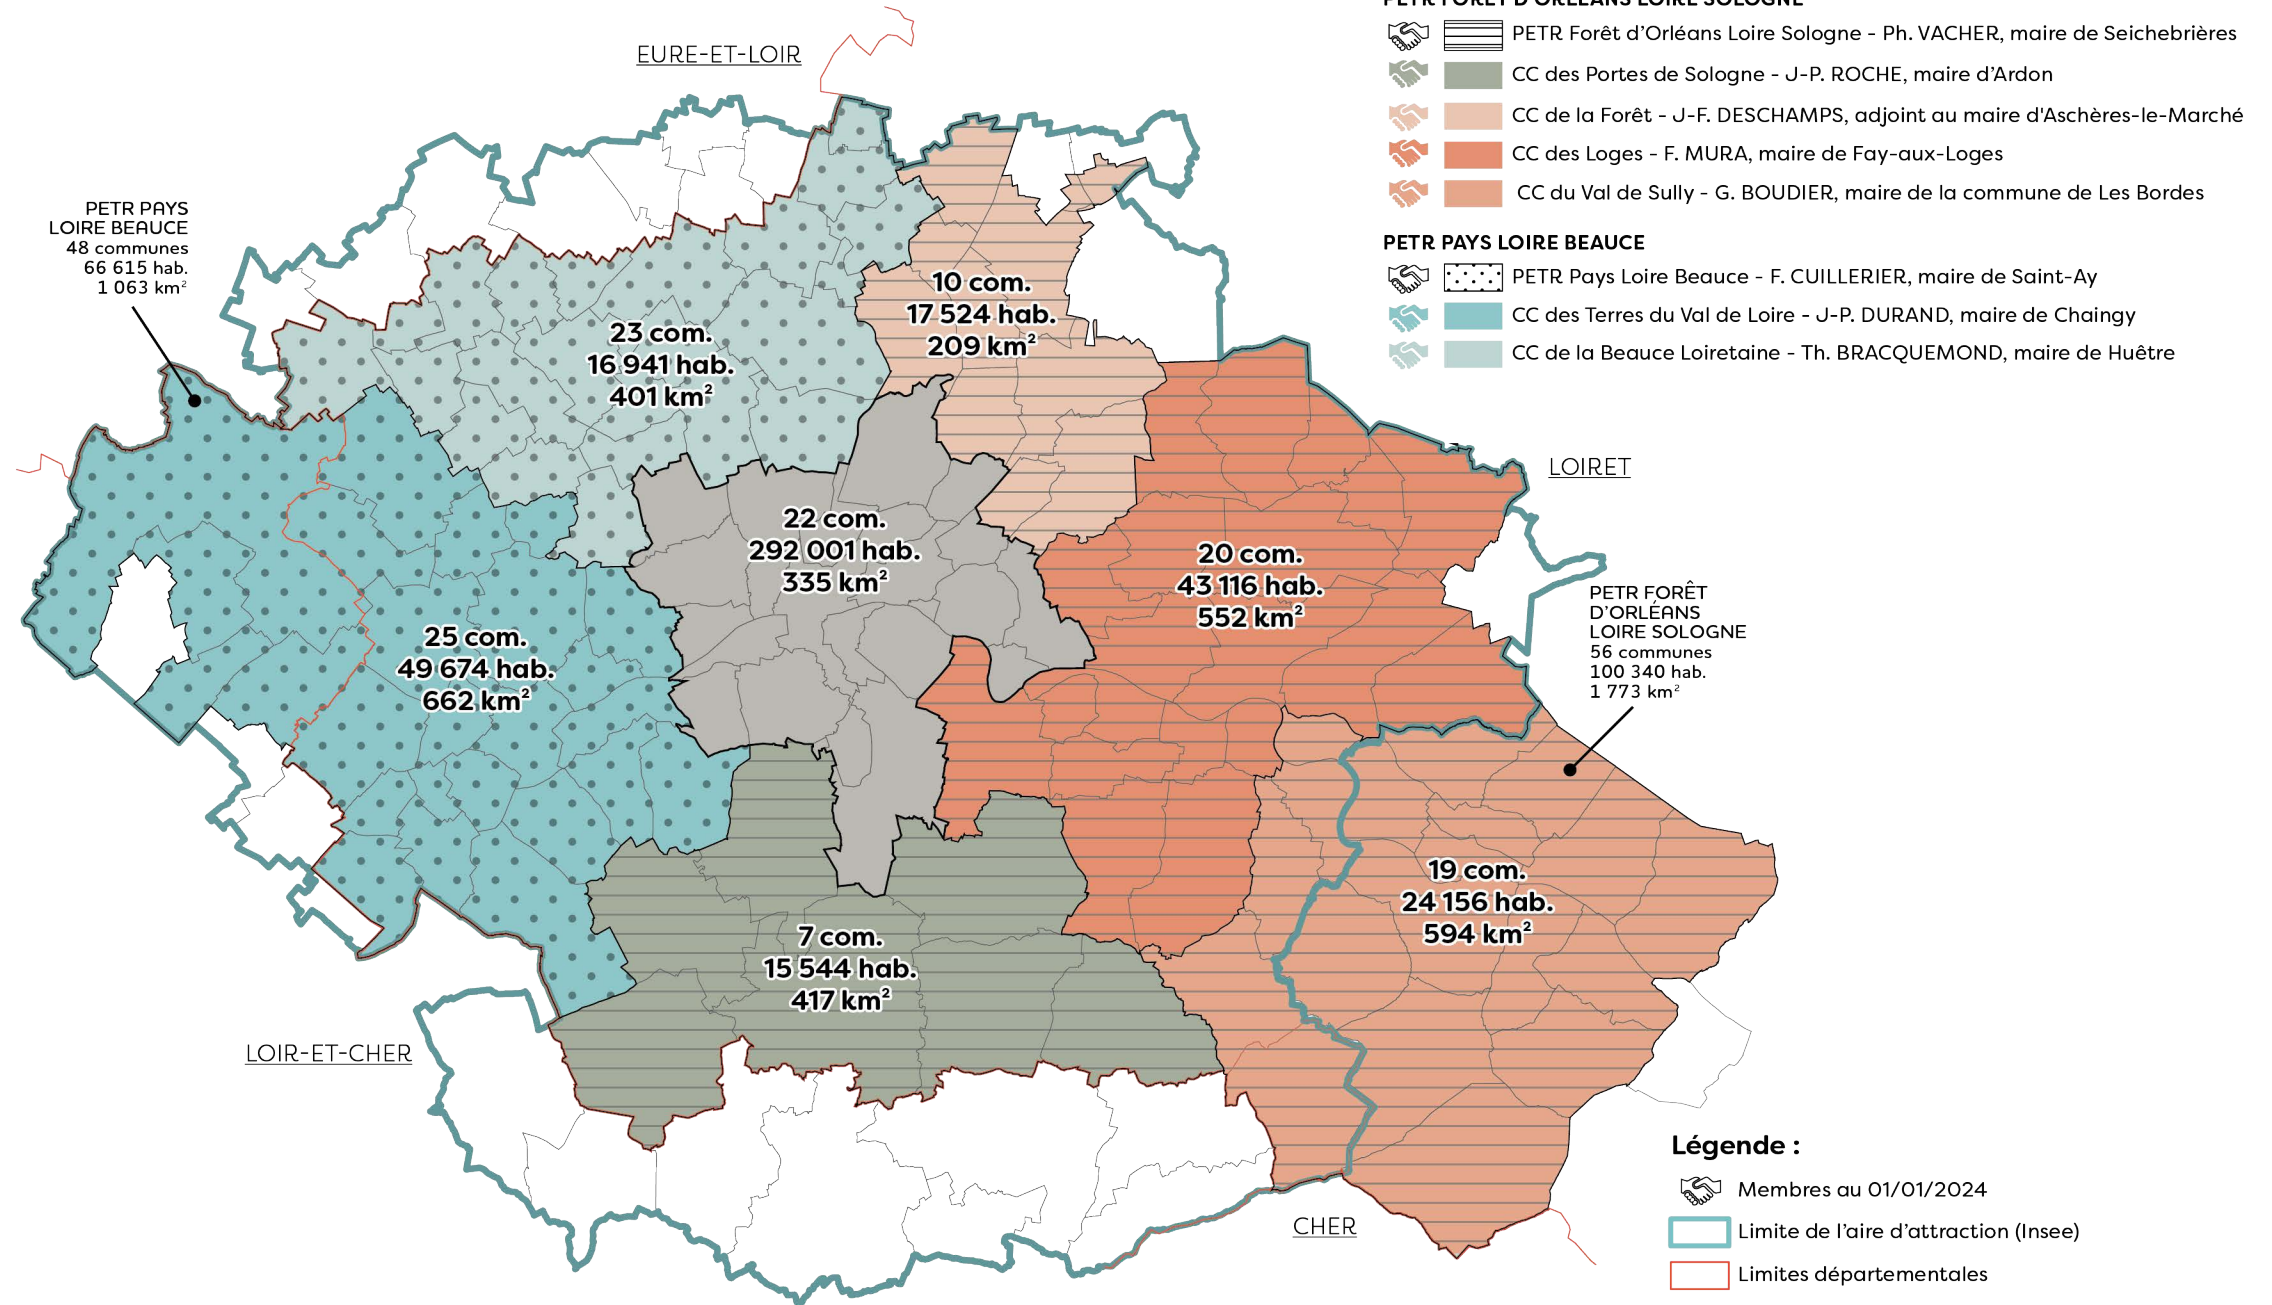 PETR FORÊT D'ORLÉANS LOIRE SOLOGNE
PETR Forêt d'Orléans Loire Sologne - Ph. VACHER, maire de Seichebrières
CC des Portes de Sologne - J-P. ROCHE, maire d'Ardon
CC de la Forêt - J-F. DESCHAMPS, adjoint au maire d'Aschères-le-Marché
CC des Loges - F. MURA, maire de Fay-aux-Loges
CC du Val de Sully - G. BOUDIER, maire de la commune de Les Bordes
PETR PAYS LOIRE BEAUCE
PETR Pays Loire Beauce - F. CUILLERIER, maire de Saint-Ay
CC des Terres du Val de Loire - J-P. DURAND, maire de Chaingy
CC de la Beauce Loiretaine - Th. BRACQUEMOND, maire de Huêtre
EURE-ET-LOIR
PETR PAYS
LOIRE BEAUCE
48 communes
66 615 hab.
1 063 km²
10 com.
17 524 hab.
209 km²
23 com.
16 941 hab.
401 km²
LOIRET
22 com.
292 001 hab.
335 km²
20 com.
43 116 hab.
552 km²
PETR FORÊT
D'ORLÉANS
LOIRE SOLOGNE
56 communes
100 340 hab.
1 773 km²
25 com.
49 674 hab.
662 km²
19 com.
24 156 hab.
594 km²
7 com.
15 544 hab.
417 km²
LOIR-ET-CHER
CHER
Légende :
Membres au 01/01/2024
Limite de l'aire d'attraction (Insee)
Limites départementales